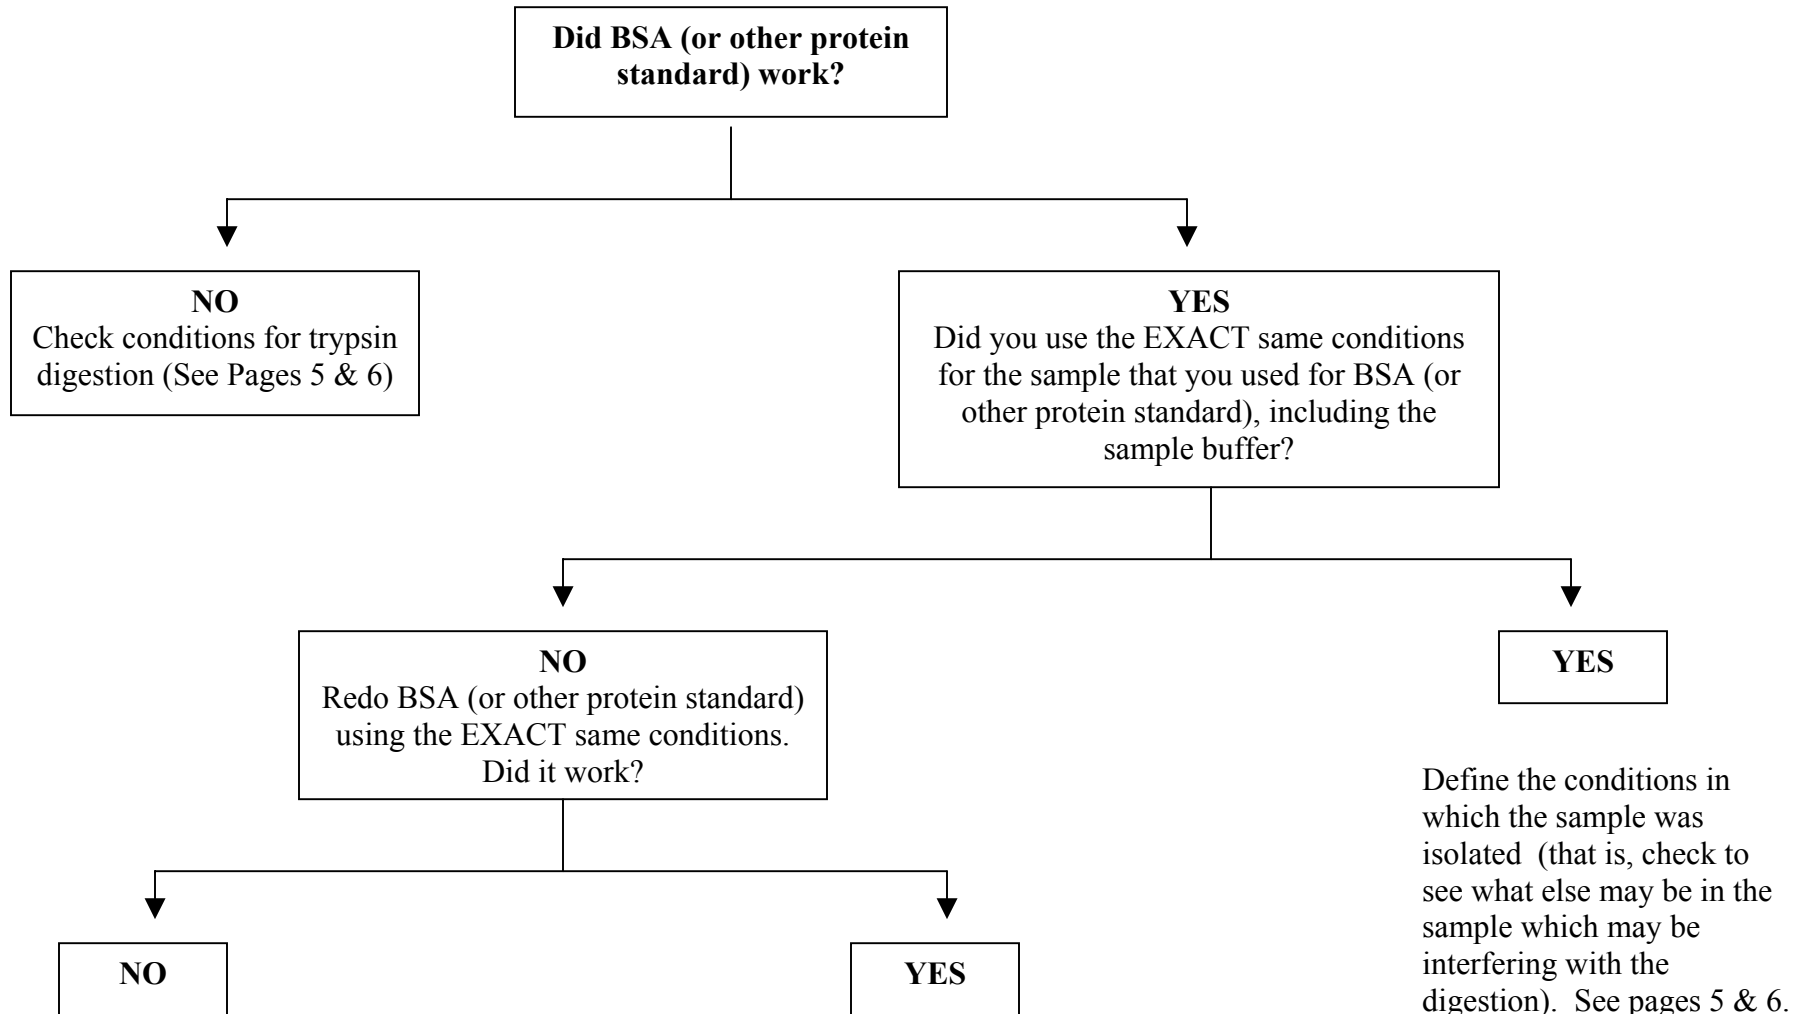 Did BSA (or other protein
standard) work?
NO
Check conditions for trypsin
digestion (See Pages 5 & 6)
YES
Did you use the EXACT same conditions
for the sample that you used for BSA (or
other protein standard), including the
sample buffer?
NO
Redo BSA (or other protein standard)
using the EXACT same conditions.
Did it work?
YES
Define the conditions in
which the sample was
isolated (that is, check to
see what else may be in the
sample which may be
interfering with the
digestion). See pages 5 & 6.
NO
YES